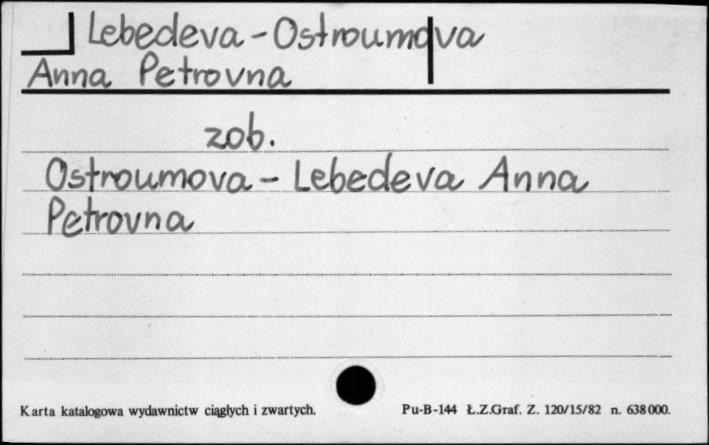 Lebedeva - Ostroumova
Anna Petrovna
zob.
Ostroumova - Lebedeva Anna
Petrovna
Karta katalogowa wydawnictw ciągłych i zwartych. Pu-B-144 Ł.Z.Graf. Z. 120/15/82 n. 638 000.